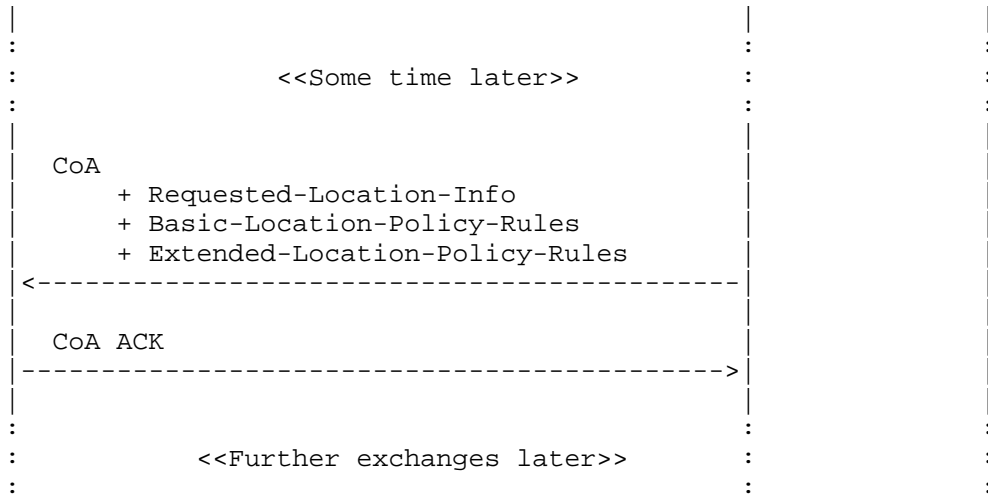 <<Some time later>>
CoA
+ Requested-Location-Info
+ Basic-Location-Policy-Rules
+ Extended-Location-Policy-Rules
CoA ACK
<<Further exchanges later>>